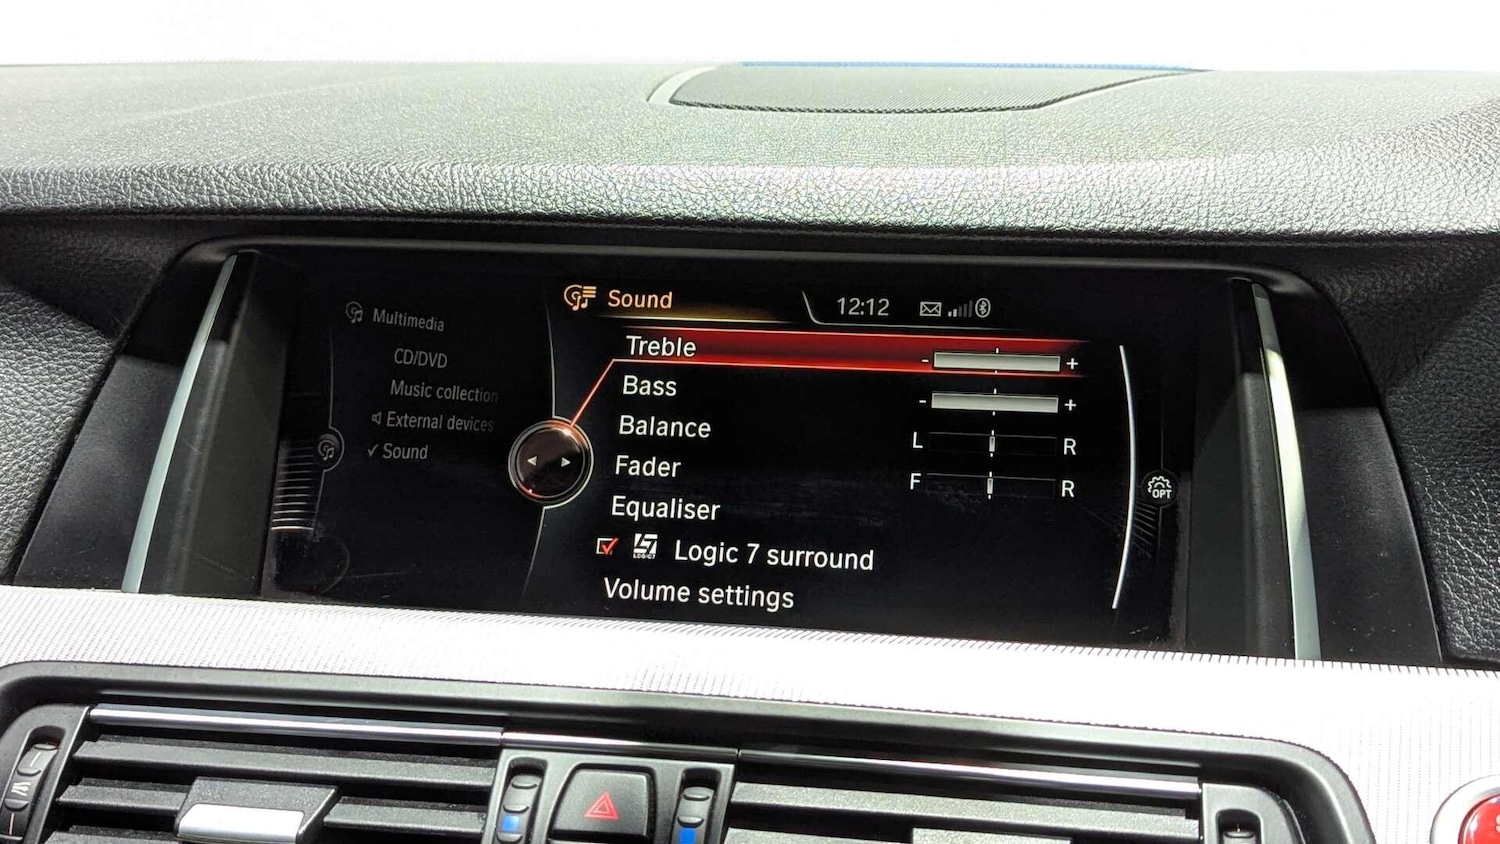 Multimedia
CD/DVD
Music collection
External devices
✓ Sound
Sound
12:12
Treble - +
Bass - +
Balance L R
Fader F R
Equaliser
LOGIC7 Logic 7 surround
Volume settings
OPT